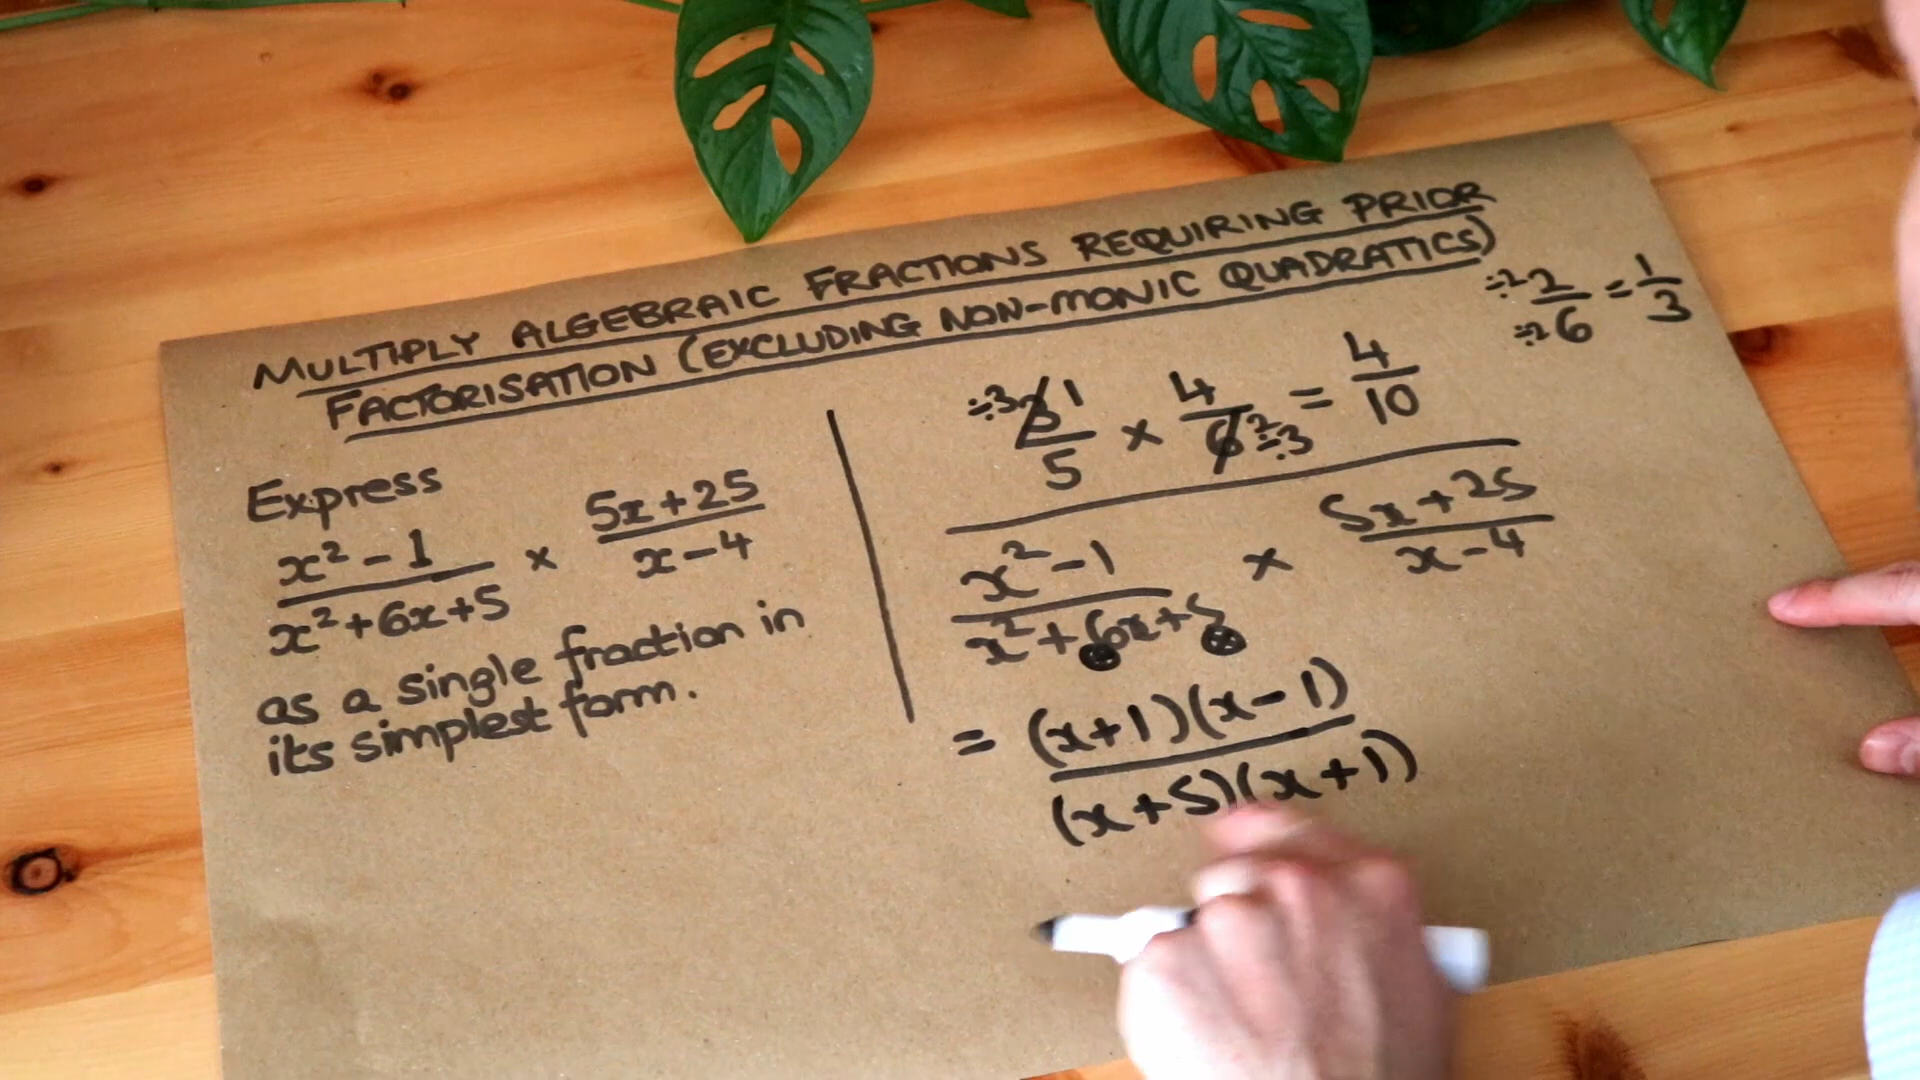 MULTIPLY ALGEBRAIC FRACTIONS REQUIRING PRIOR
FACTORISATION (EXCLUDING NON-MONIC QUADRATICS)
Express
x² - 1 / x² + 6x + 5 × 5x + 25 / x - 4
as a single fraction in
its simplest form.
÷2 2 / ÷2 6 = 1 / 3
÷3 3 1 / 5 × 4 / 6 2 ÷3 = 4 / 10
x² - 1 / x² + 6x + 5 × 5x + 25 / x - 4
= (x+1)(x-1) / (x+5)(x+1)